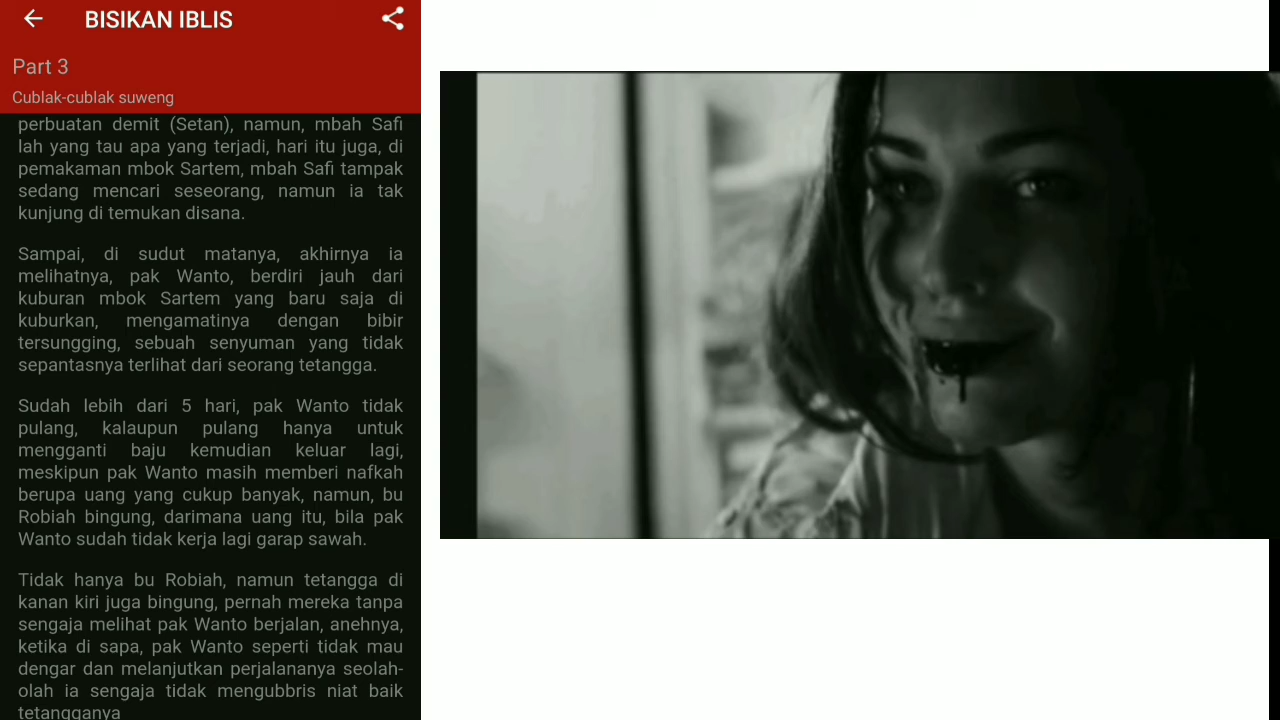 BISIKAN IBLIS
Part 3
Cublak-cublak suweng
perbuatan demit (Setan), namun, mbah Safi
lah yang tau apa yang terjadi, hari itu juga, di
pemakaman mbok Sartem, mbah Safi tampak
sedang mencari seseorang, namun ia tak
kunjung di temukan disana.
Sampai, di sudut matanya, akhirnya ia
melihatnya, pak Wanto, berdiri jauh dari
kuburan mbok Sartem yang baru saja di
kuburkan, mengamatinya dengan bibir
tersungging, sebuah senyuman yang tidak
sepantasnya terlihat dari seorang tetangga.
Sudah lebih dari 5 hari, pak Wanto tidak
pulang, kalaupun pulang hanya untuk
mengganti baju kemudian keluar lagi,
meskipun pak Wanto masih memberi nafkah
berupa uang yang cukup banyak, namun, bu
Robiah bingung, darimana uang itu, bila pak
Wanto sudah tidak kerja lagi garap sawah.
Tidak hanya bu Robiah, namun tetangga di
kanan kiri juga bingung, pernah mereka tanpa
sengaja melihat pak Wanto berjalan, anehnya,
ketika di sapa, pak Wanto seperti tidak mau
dengar dan melanjutkan perjalananya seolah-
olah ia sengaja tidak mengubbris niat baik
tetangganya